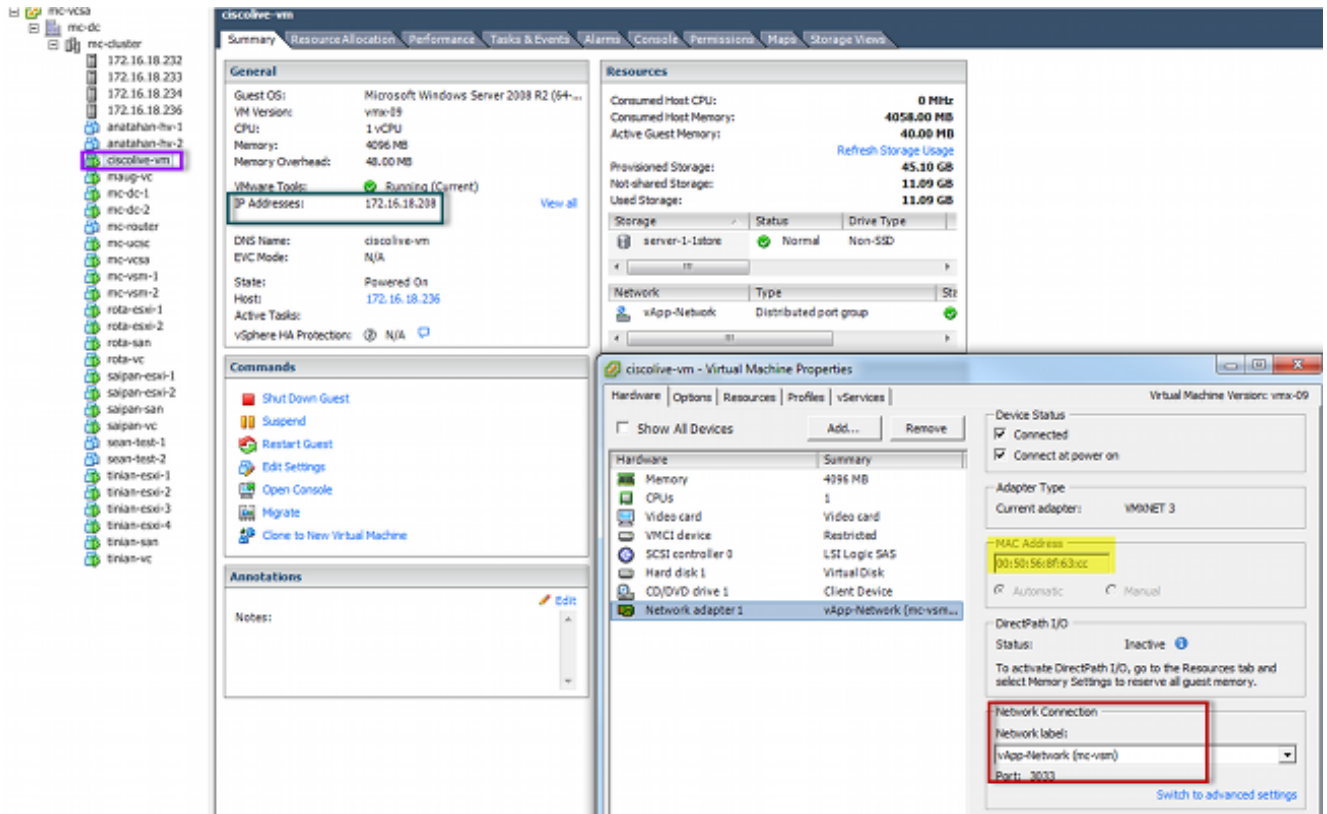 mc-vcsa
mc-dc
mc-cluster
172.16.18.232
172.16.18.233
172.16.18.234
172.16.18.236
anatahan-hv-1
anatahan-hv-2
ciscolive-vm
maug-vc
mc-dc-1
mc-dc-2
mc-router
mc-ucsc
mc-vcsa
mc-vsm-1
mc-vsm-2
rota-esxi-1
rota-esxi-2
rota-san
rota-vc
saipan-esxi-1
saipan-esxi-2
saipan-san
saipan-vc
sean-test-1
sean-test-2
tinian-esxi-1
tinian-esxi-2
tinian-esxi-3
tinian-esxi-4
tinian-san
tinian-vc
ciscolive-vm
Summary Resource Allocation Performance Tasks & Events Alarms Console Permissions Maps Storage Views
General
Guest OS: Microsoft Windows Server 2008 R2 (64-...
VM Version: vmx-09
CPU: 1 vCPU
Memory: 4096 MB
Memory Overhead: 48.00 MB
VMware Tools: Running (Current)
IP Addresses: 172.16.18.208 View all
DNS Name: ciscolive-vm
EVC Mode: N/A
State: Powered On
Host: 172.16.18.236
Active Tasks:
vSphere HA Protection: N/A
Commands
Shut Down Guest
Suspend
Restart Guest
Edit Settings
Open Console
Migrate
Clone to New Virtual Machine
Annotations
Edit
Notes:
Resources
Consumed Host CPU: 0 MHz
Consumed Host Memory: 4058.00 MB
Active Guest Memory: 40.00 MB
Refresh Storage Usage
Provisioned Storage: 45.10 GB
Not-shared Storage: 11.09 GB
Used Storage: 11.09 GB
Storage Status Drive Type
server-1-1store Normal Non-SSD
Network Type Sta
vApp-Network Distributed port group
ciscolive-vm - Virtual Machine Properties
Hardware Options Resources Profiles vServices Virtual Machine Version: vmx-09
Show All Devices Add... Remove
Hardware Summary
Memory 4096 MB
CPUs 1
Video card Video card
VMCI device Restricted
SCSI controller 0 LSI Logic SAS
Hard disk 1 Virtual Disk
CD/DVD drive 1 Client Device
Network adapter 1 vApp-Network (mc-vsm...
Device Status
Connected
Connect at power on
Adapter Type
Current adapter: VMXNET 3
MAC Address
00:50:56:8f:63:cc
Automatic Manual
DirectPath I/O
Status: Inactive
To activate DirectPath I/O, go to the Resources tab and
select Memory Settings to reserve all guest memory.
Network Connection
Network label:
vApp-Network (mc-vsm)
Port: 3033
Switch to advanced settings